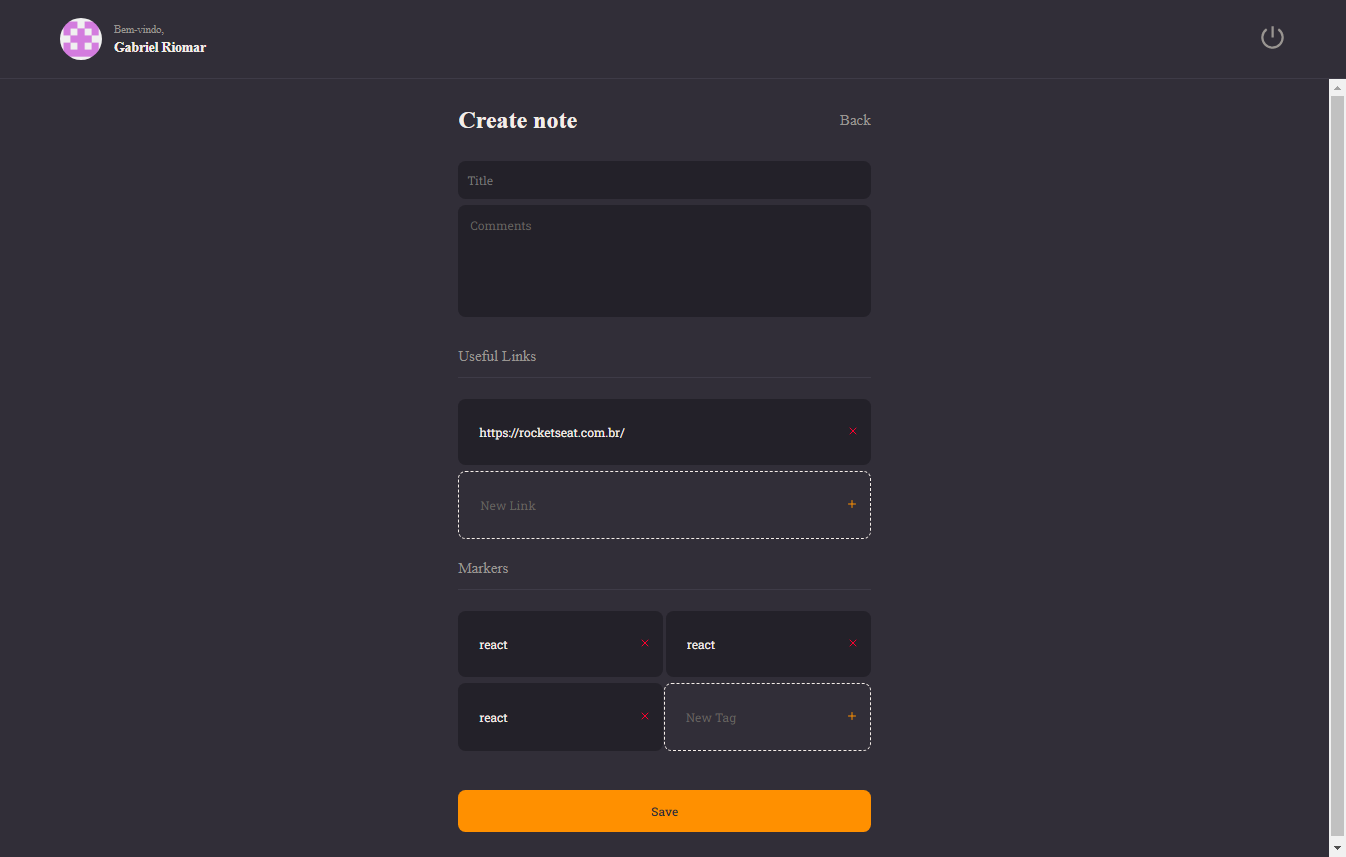 Bem-vindo,
Gabriel Riomar
Create note
Back
Title
Comments
Useful Links
https://rocketseat.com.br/
New Link
Markers
react
react
react
New Tag
Save